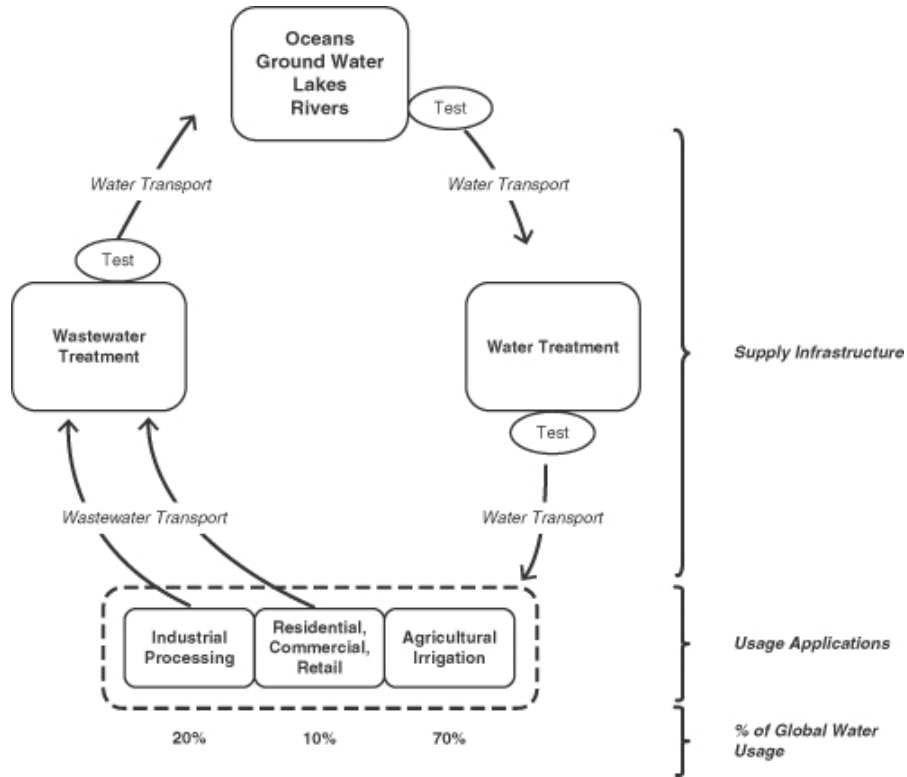 Oceans
Ground Water
Lakes
Rivers
Test
Water Transport
Water Transport
Test
Wastewater
Treatment
Water Treatment
Supply Infrastructure
Test
Wastewater Transport
Water Transport
Industrial
Processing
Residential,
Commercial,
Retail
Agricultural
Irrigation
Usage Applications
20%
10%
70%
% of Global Water
Usage